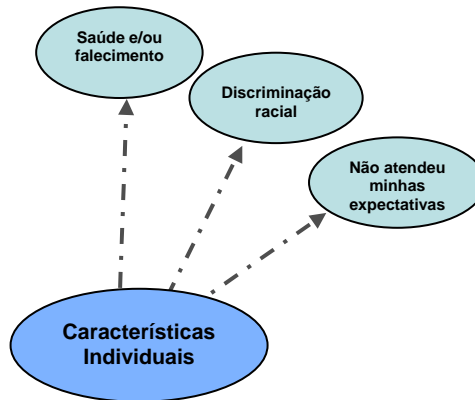 Saúde e/ou
falecimento
Discriminação
racial
Não atendeu
minhas
expectativas
Características
Individuais